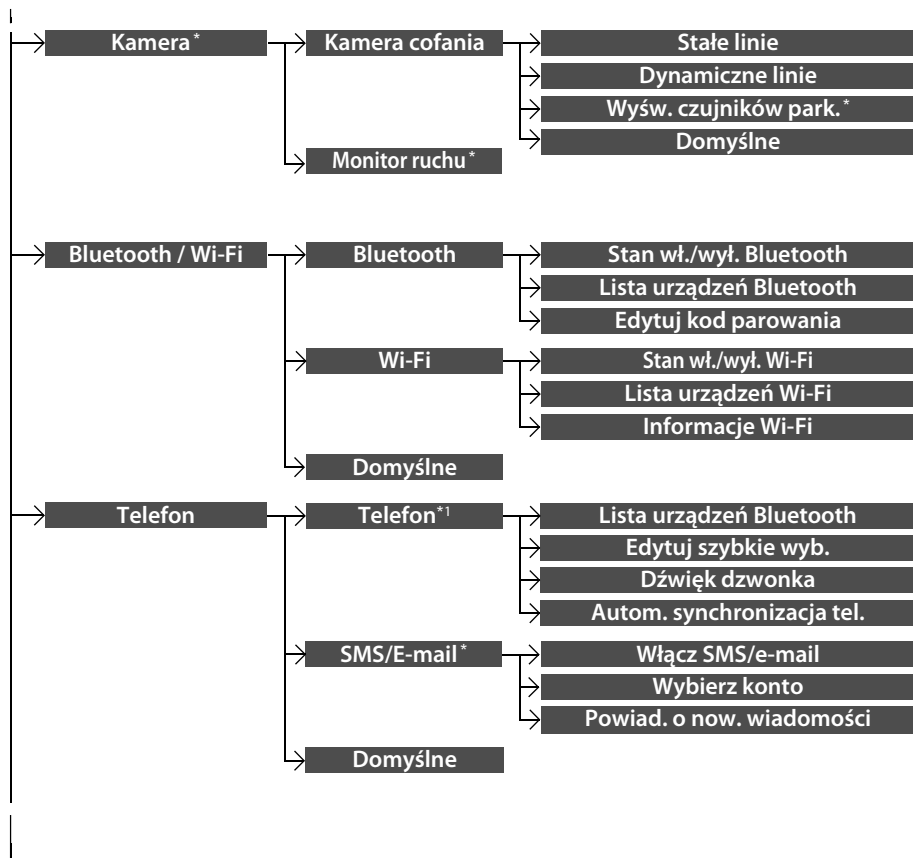 Kamera*
Kamera cofania
Stałe linie
Dynamiczne linie
Wyśw. czujników park.*
Domyślne
Monitor ruchu*
Bluetooth / Wi-Fi
Bluetooth
Stan wł./wył. Bluetooth
Lista urządzeń Bluetooth
Edytuj kod parowania
Wi-Fi
Stan wł./wył. Wi-Fi
Lista urządzeń Wi-Fi
Informacje Wi-Fi
Domyślne
Telefon
Telefon*1
Lista urządzeń Bluetooth
Edytuj szybkie wyb.
Dźwięk dzwonka
Autom. synchronizacja tel.
SMS/E-mail*
Włącz SMS/e-mail
Wybierz konto
Powiad. o now. wiadomości
Domyślne